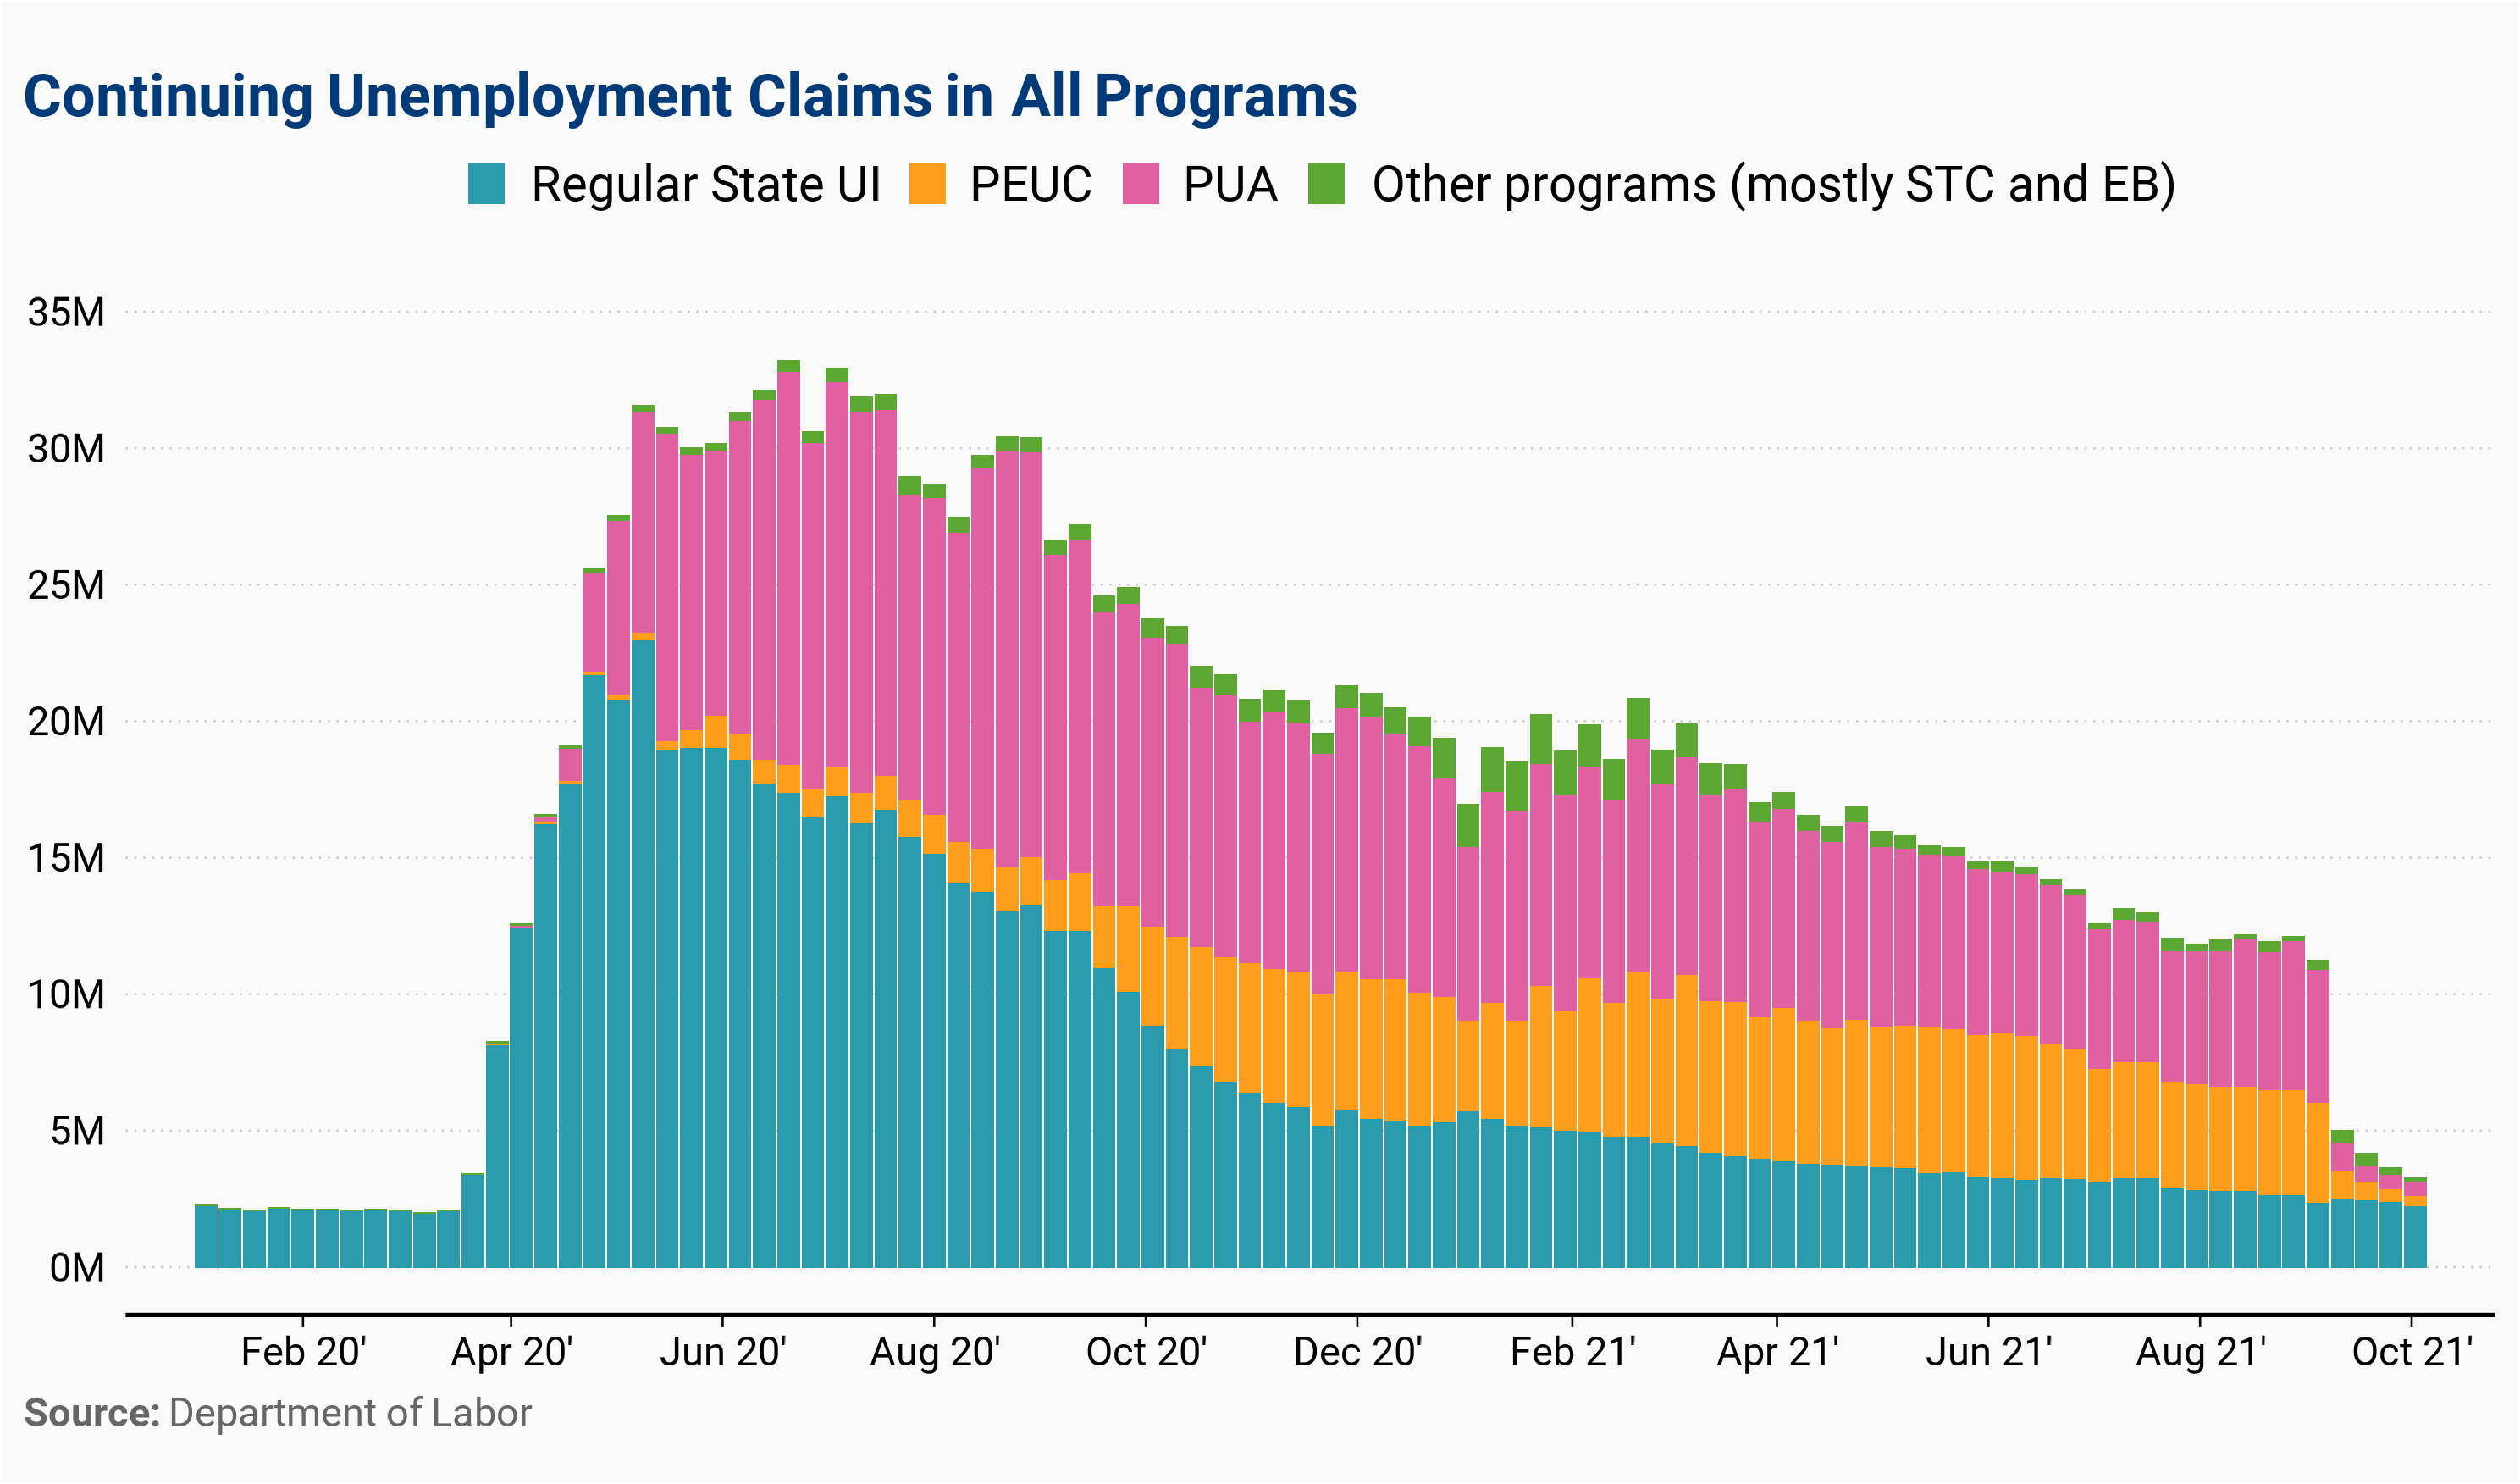 Continuing Unemployment Claims in All Programs
Regular State UI PEUC PUA Other programs (mostly STC and EB)
35M
30M
25M
20M
15M
10M
5M
0M
Feb 20' Apr 20' Jun 20' Aug 20' Oct 20' Dec 20' Feb 21' Apr 21' Jun 21' Aug 21' Oct 21'
Source: Department of Labor